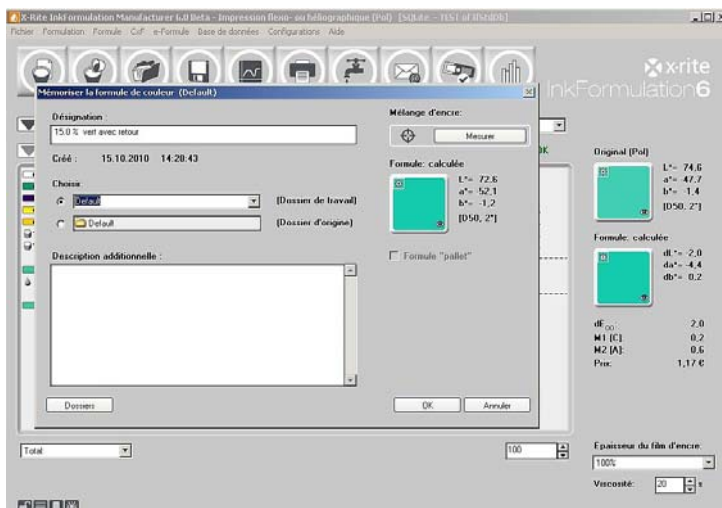 X-Rite InkFormulation Manufacturer 6.0 Beta - Impression flexo- ou héliographique (Pol) [SQLite - TEST of IfStdDb]
Fichier Formulation Formule CxF e-Formule Base de données Configurations Aide
x-rite
InkFormulation6
Mémoriser la formule de couleur (Default)
Désignation :
15.0 % vert avec retour
Créé : 15.10.2010 14:20:43
Choisir
Default
[Dossier de travail]
Default
[Dossier d'origine]
Description additionnelle :
Dossiers
Mélange d'encre:
Mesurer
Formule: calculée
L*= 72,6
a*= -52,1
b*= -1,2
[D50, 2°]
Formule "pallet"
OK
Annuler
OK
Original (Pol)
L*= 74,6
a*= -47,7
b*= -1,4
[D50, 2°]
Formule: calculée
dL*= -2,0
da*= -4,4
db*= 0,2
dE00: 2,0
M1 [C]: 0,2
M2 [A]: 0,6
Prix: 1,17 €
Total
100
Epaisseur du film d'encre:
100%
Viscosité: 20 s